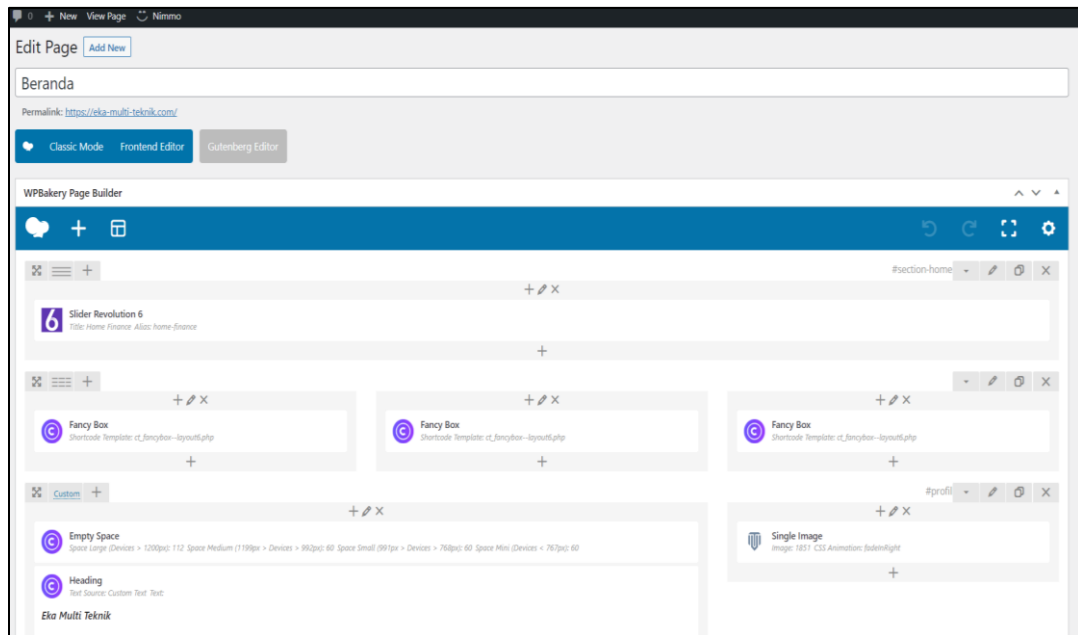 0 New View Page Nimmo
Edit Page Add New
Beranda
Permalink: https://eka-multi-teknik.com/
Classic Mode Frontend Editor Gutenberg Editor
WPBakery Page Builder
#section-home
Slider Revolution 6
Title: Home Finance Alias: home-finance
Fancy Box
Shortcode Template: ct_fancybox--layout6.php
Fancy Box
Shortcode Template: ct_fancybox--layout6.php
Fancy Box
Shortcode Template: ct_fancybox--layout6.php
Custom
#profil
Empty Space
Space Large (Devices > 1200px): 112 Space Medium (1199px > Devices > 992px): 60 Space Small (991px > Devices > 768px): 60 Space Mini (Devices < 767px): 60
Single Image
Image: 1851 CSS Animation: fadeInRight
Heading
Text Source: Custom Text Text:
Eka Multi Teknik